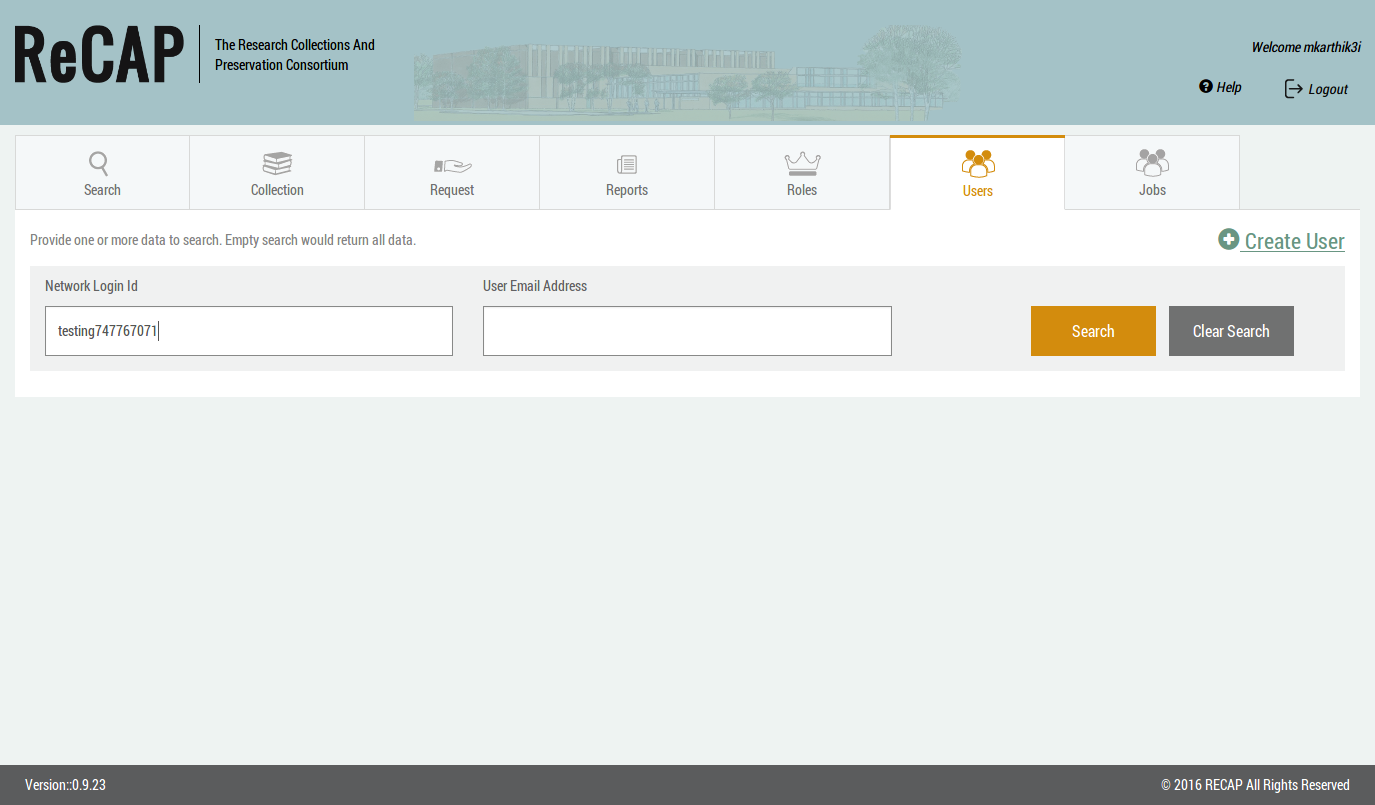 ReCAP
The Research Collections And
Preservation Consortium
Welcome mkarthik3i
Help
Logout
Search
Collection
Request
Reports
Roles
Users
Jobs
Provide one or more data to search. Empty search would return all data.
Create User
Network Login Id
User Email Address
testing747767071
Search
Clear Search
Version::0.9.23
© 2016 RECAP All Rights Reserved